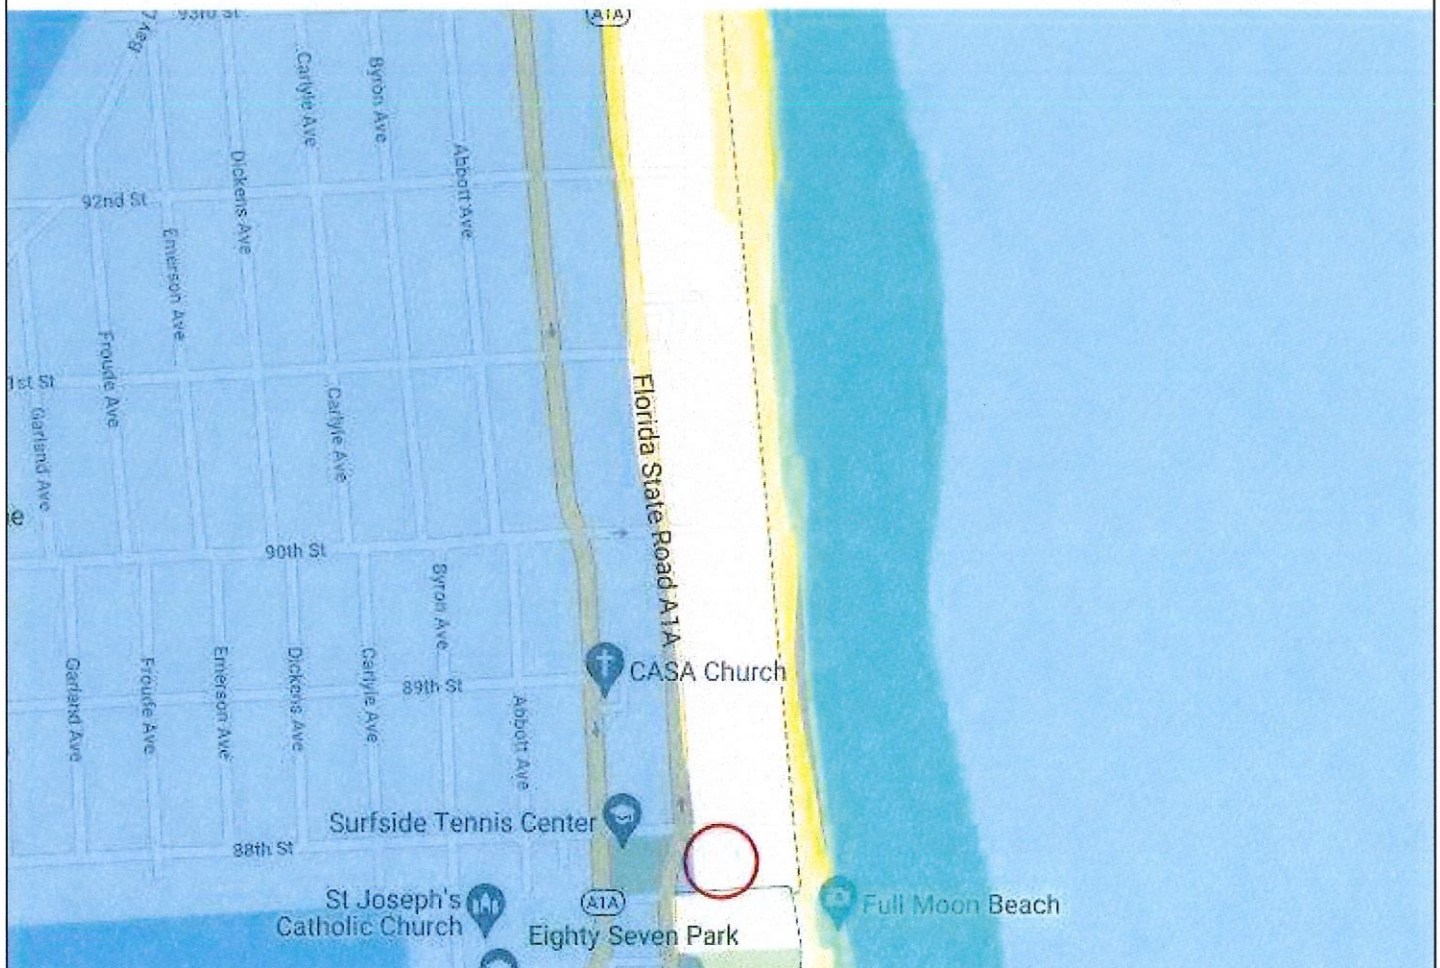 93rd St
A1A
Bay
Carlyle Ave
Byron Ave
Abbott Ave
Dickens Ave
92nd St
Emerson Ave
Froude Ave
1st St
Garland Ave
Carlyle Ave
Florida State Road A1A
e
90th St
Byron Ave
CASA Church
Garland Ave
Froude Ave
Emerson Ave
Dickens Ave
Carlyle Ave
89th St
Abbott Ave
Surfside Tennis Center
88th St
St Joseph's
Catholic Church
A1A
Full Moon Beach
Eighty Seven Park